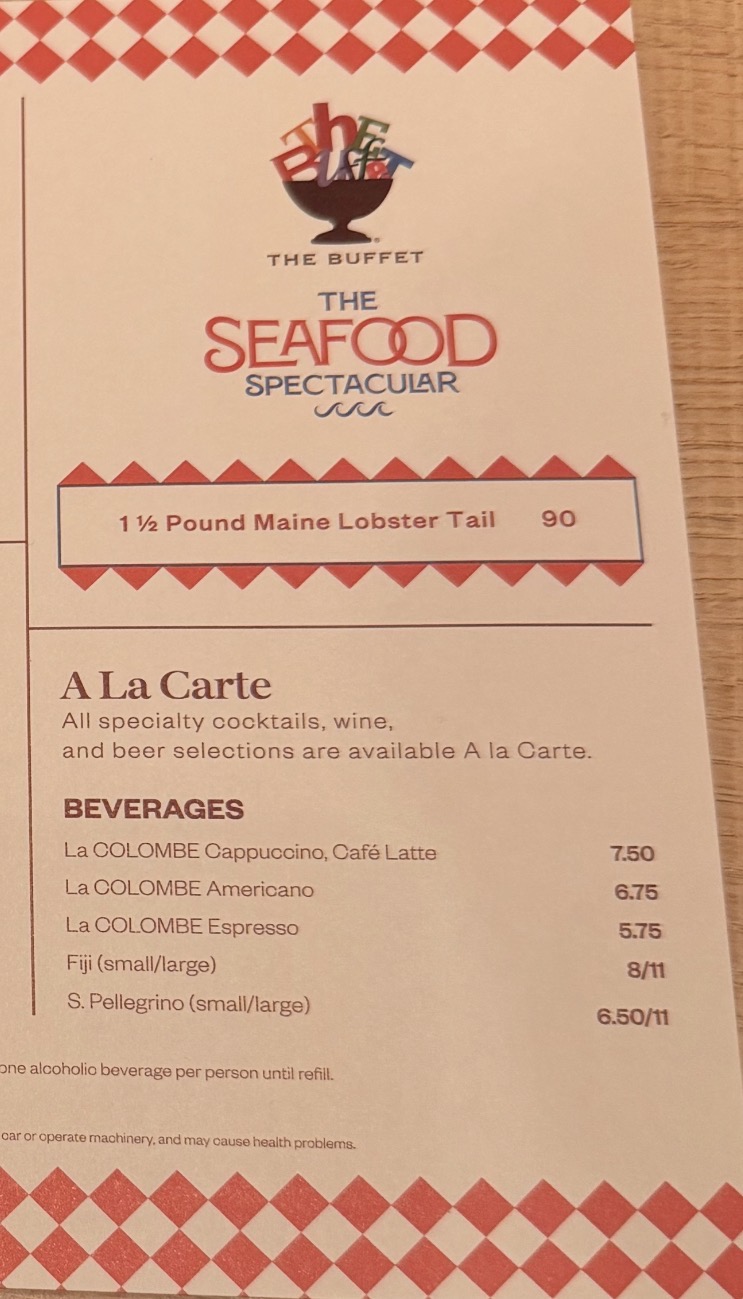 The Buffet
THE BUFFET
THE
SEAFOOD
SPECTACULAR
1 ½ Pound Maine Lobster Tail 90
A La Carte
All specialty cocktails, wine,
and beer selections are available A la Carte.
BEVERAGES
La COLOMBE Cappuccino, Café Latte 7.50
La COLOMBE Americano 6.75
La COLOMBE Espresso 5.75
Fiji (small/large) 8/11
S. Pellegrino (small/large) 6.50/11
one alcoholic beverage per person until refill.
car or operate machinery, and may cause health problems.